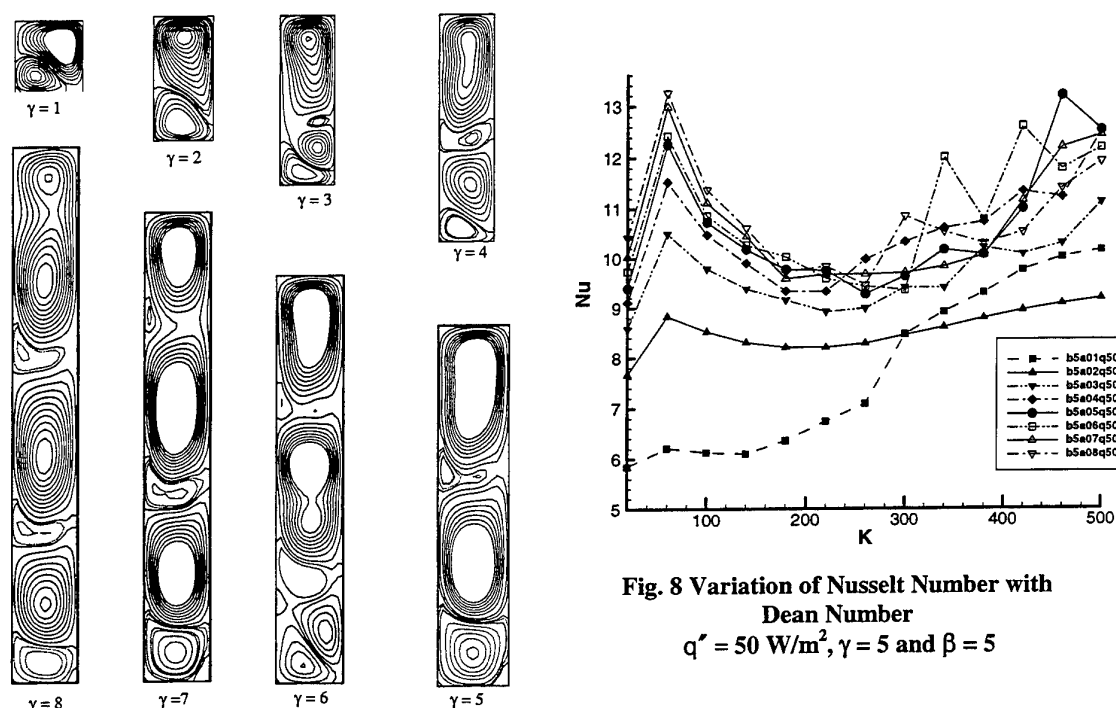 γ = 1
γ = 2
γ = 3
γ = 4
γ = 8
γ =7
γ = 6
γ = 5
Nu
13
12
11
10
9
8
7
6
5
100
200
300
400
500
K
b5a01q50
b5a02q50
b5a03q50
b5a04q50
b5a05q50
b5a06q50
b5a07q50
b5a08q50
Fig. 8 Variation of Nusselt Number with
Dean Number
q″ = 50 W/m², γ = 5 and β = 5